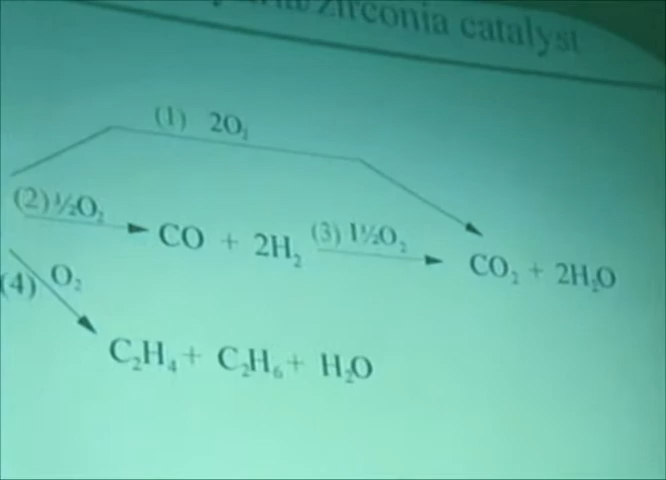 zirconia catalyst
(1) 2O₂
(2) ½O₂
CO + 2H₂
(3) 1½O₂
CO₂ + 2H₂O
(4) O₂
C₂H₄ + C₂H₆ + H₂O